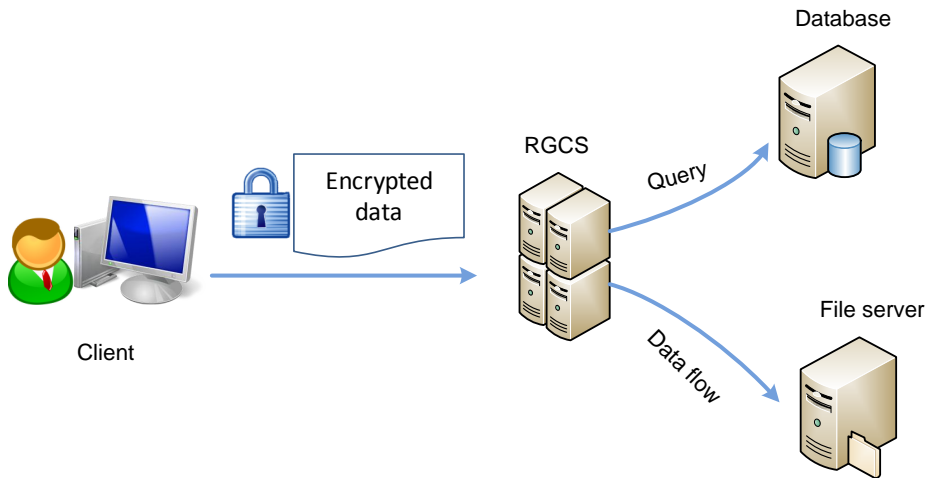 Database
RGCS
Encrypted
data
Query
Client
File server
Data flow